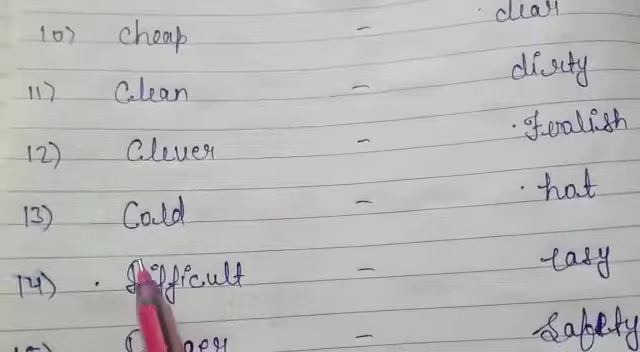 10) Cheap - dear
11) Clean - dirty
12) Clever - Foolish
13) Cold - hot
14) Difficult - easy
- Safety